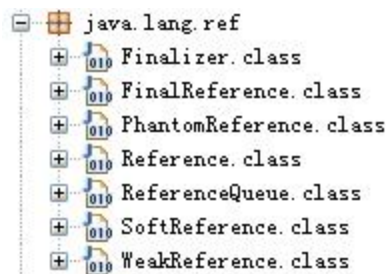 java.lang.ref
Finalizer.class
FinalReference.class
PhantomReference.class
Reference.class
ReferenceQueue.class
SoftReference.class
WeakReference.class